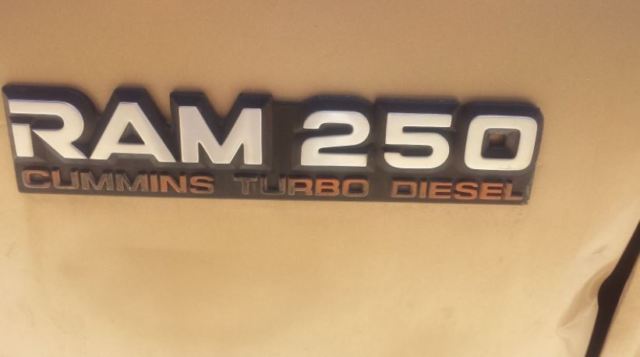 RAM 250
CUMMINS TURBO DIESEL